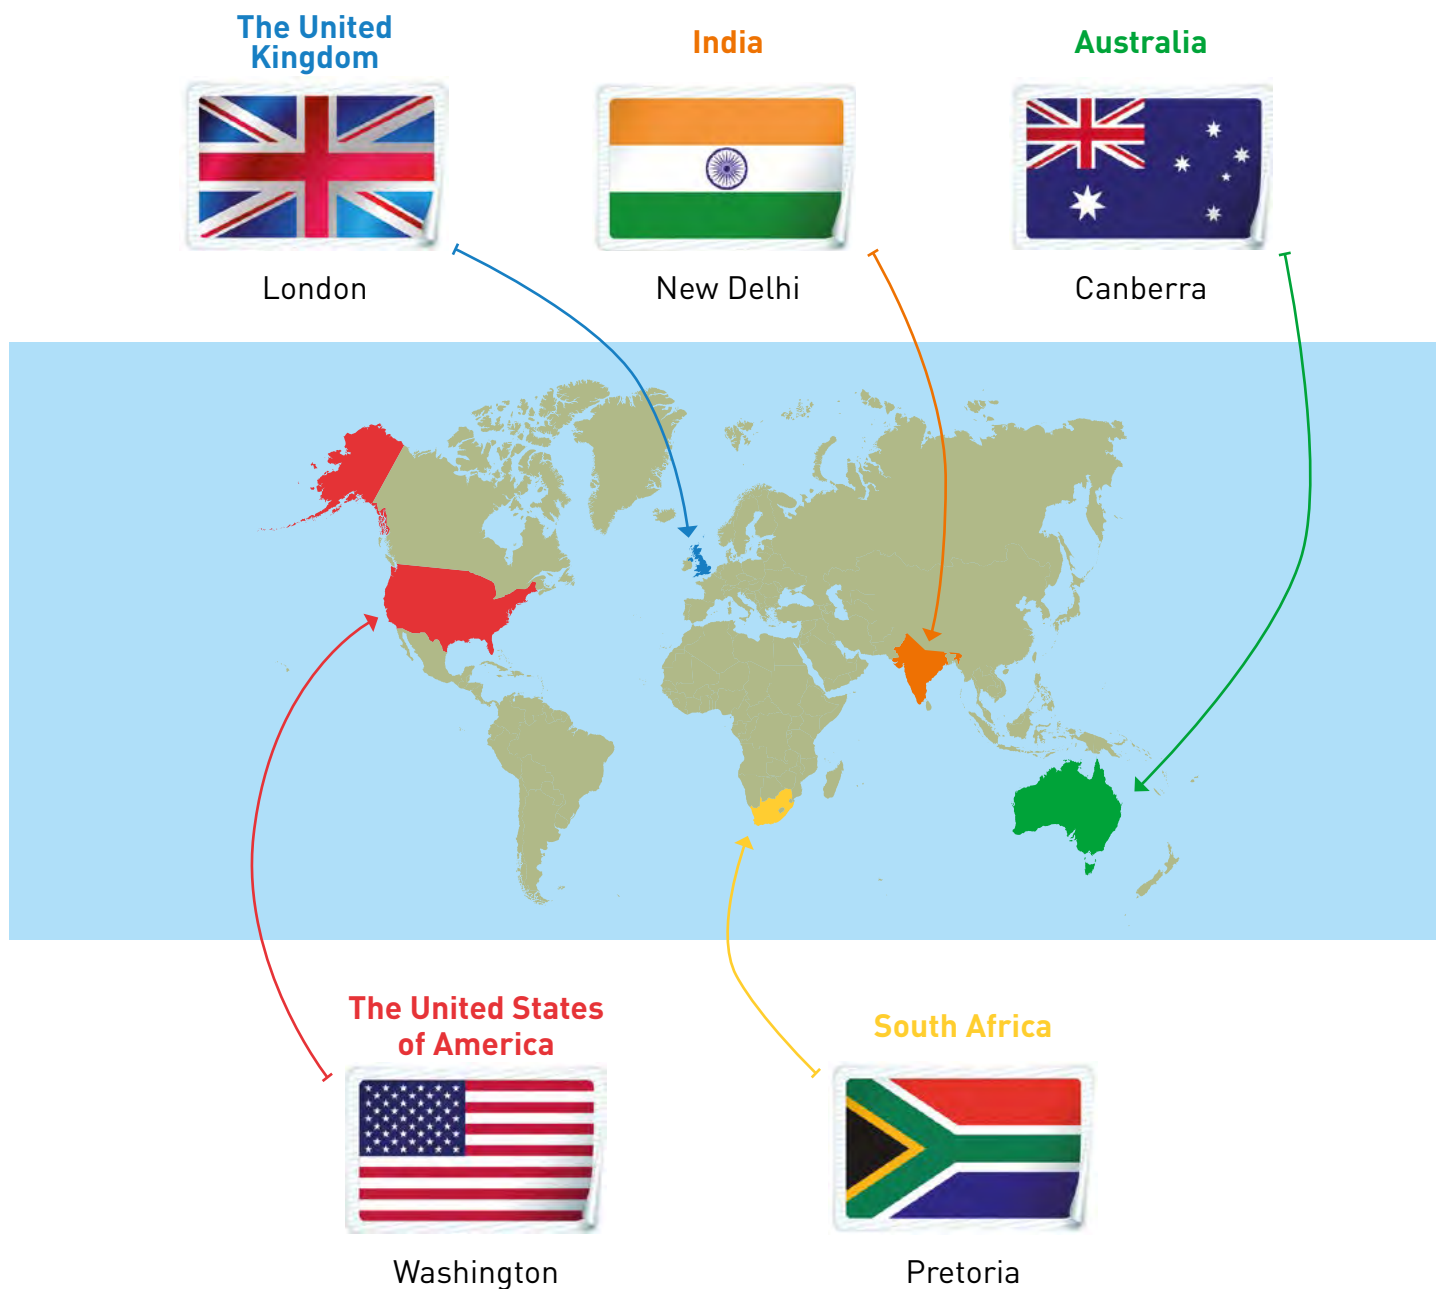 The United
Kingdom
India
Australia
London
New Delhi
Canberra
The United States
of America
South Africa
Washington
Pretoria